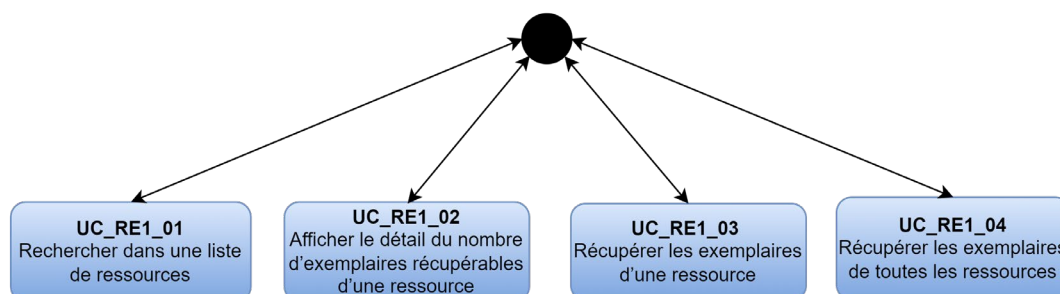 UC_RE1_01
Rechercher dans une liste
de ressources
UC_RE1_02
Afficher le détail du nombre
d'exemplaires récupérables
d'une ressource
UC_RE1_03
Récupérer les exemplaires
d'une ressource
UC_RE1_04
Récupérer les exemplaires
de toutes les ressources